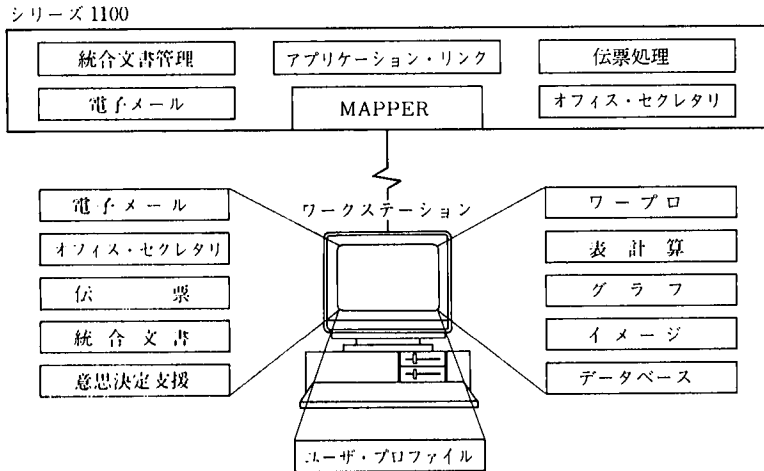 シリーズ 1100
統合文書管理
アプリケーション・リンク
伝票処理
電子メール
MAPPER
オフィス・セクレタリ
ワークステーション
電子メール
オフィス・セクレタリ
伝票
統合文書
意思決定支援
ワープロ
表計算
グラフ
イメージ
データベース
ユーザ・プロファイル